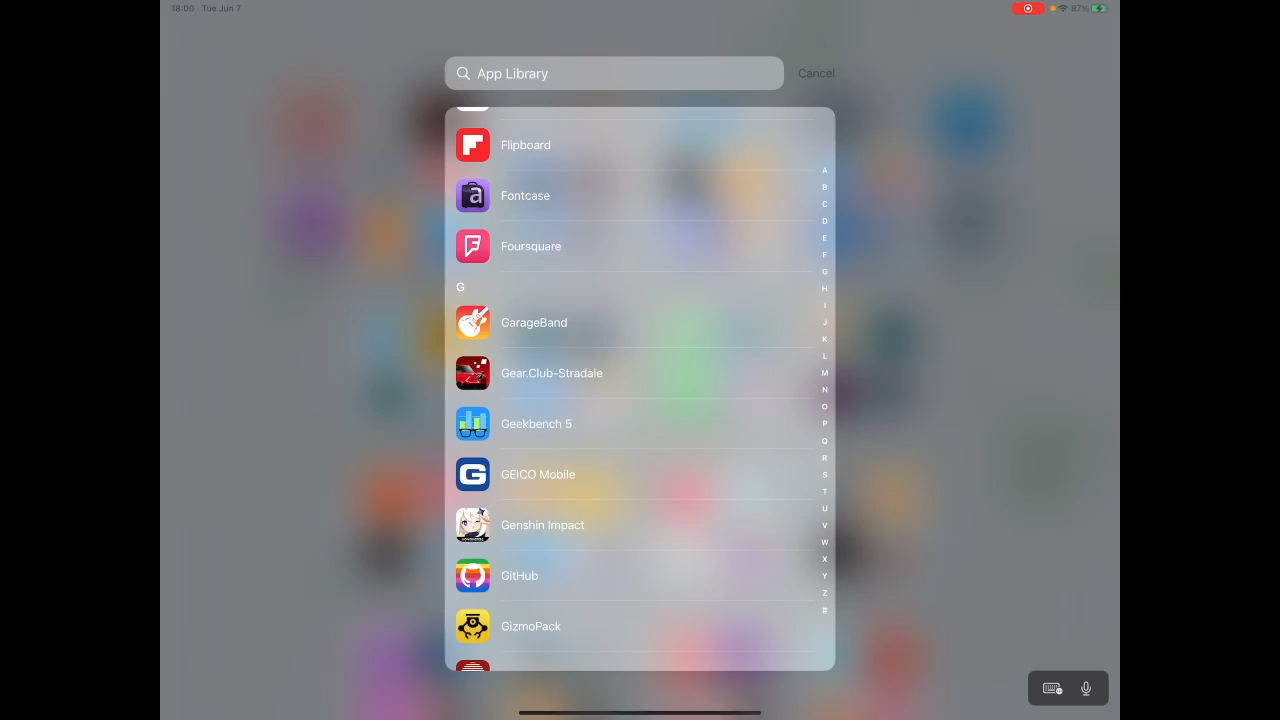 18:00 Tue Jun 7
87%
App Library
Cancel
Flipboard
a
Fontcase
Foursquare
G
GarageBand
Gear.Club-Stradale
Geekbench 5
G
GEICO Mobile
Genshin Impact
GitHub
GizmoPack
A
B
C
D
E
F
G
H
I
J
K
L
M
N
O
P
Q
R
S
T
U
V
W
X
Y
Z
#